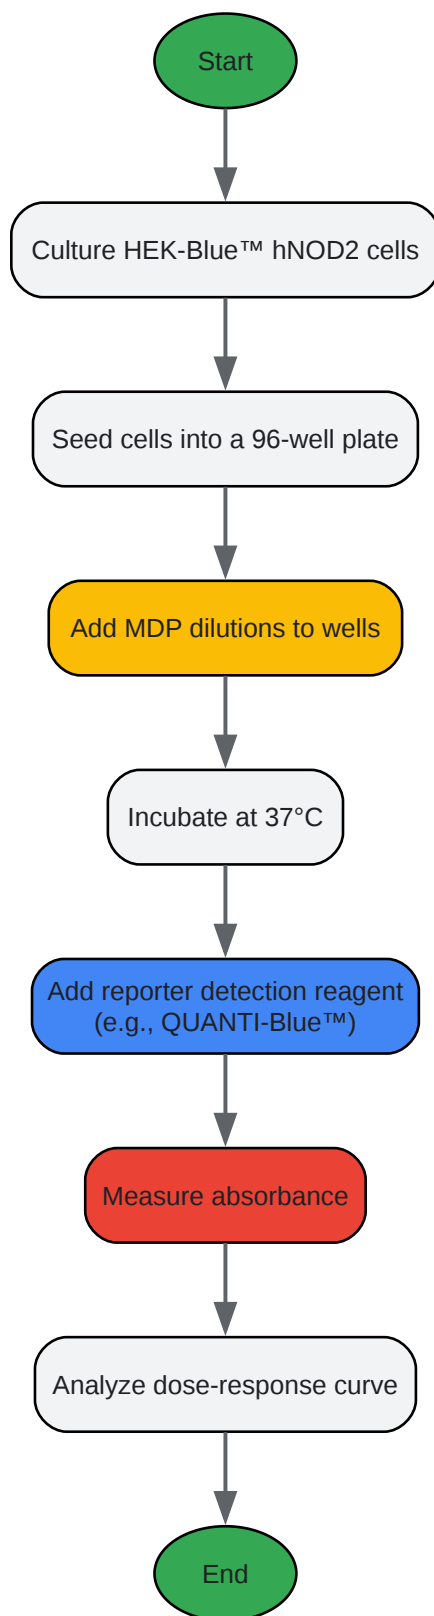 Start
Culture HEK-Blue™ hNOD2 cells
Seed cells into a 96-well plate
Add MDP dilutions to wells
Incubate at 37°C
Add reporter detection reagent
(e.g., QUANTI-Blue™)
Measure absorbance
Analyze dose-response curve
End